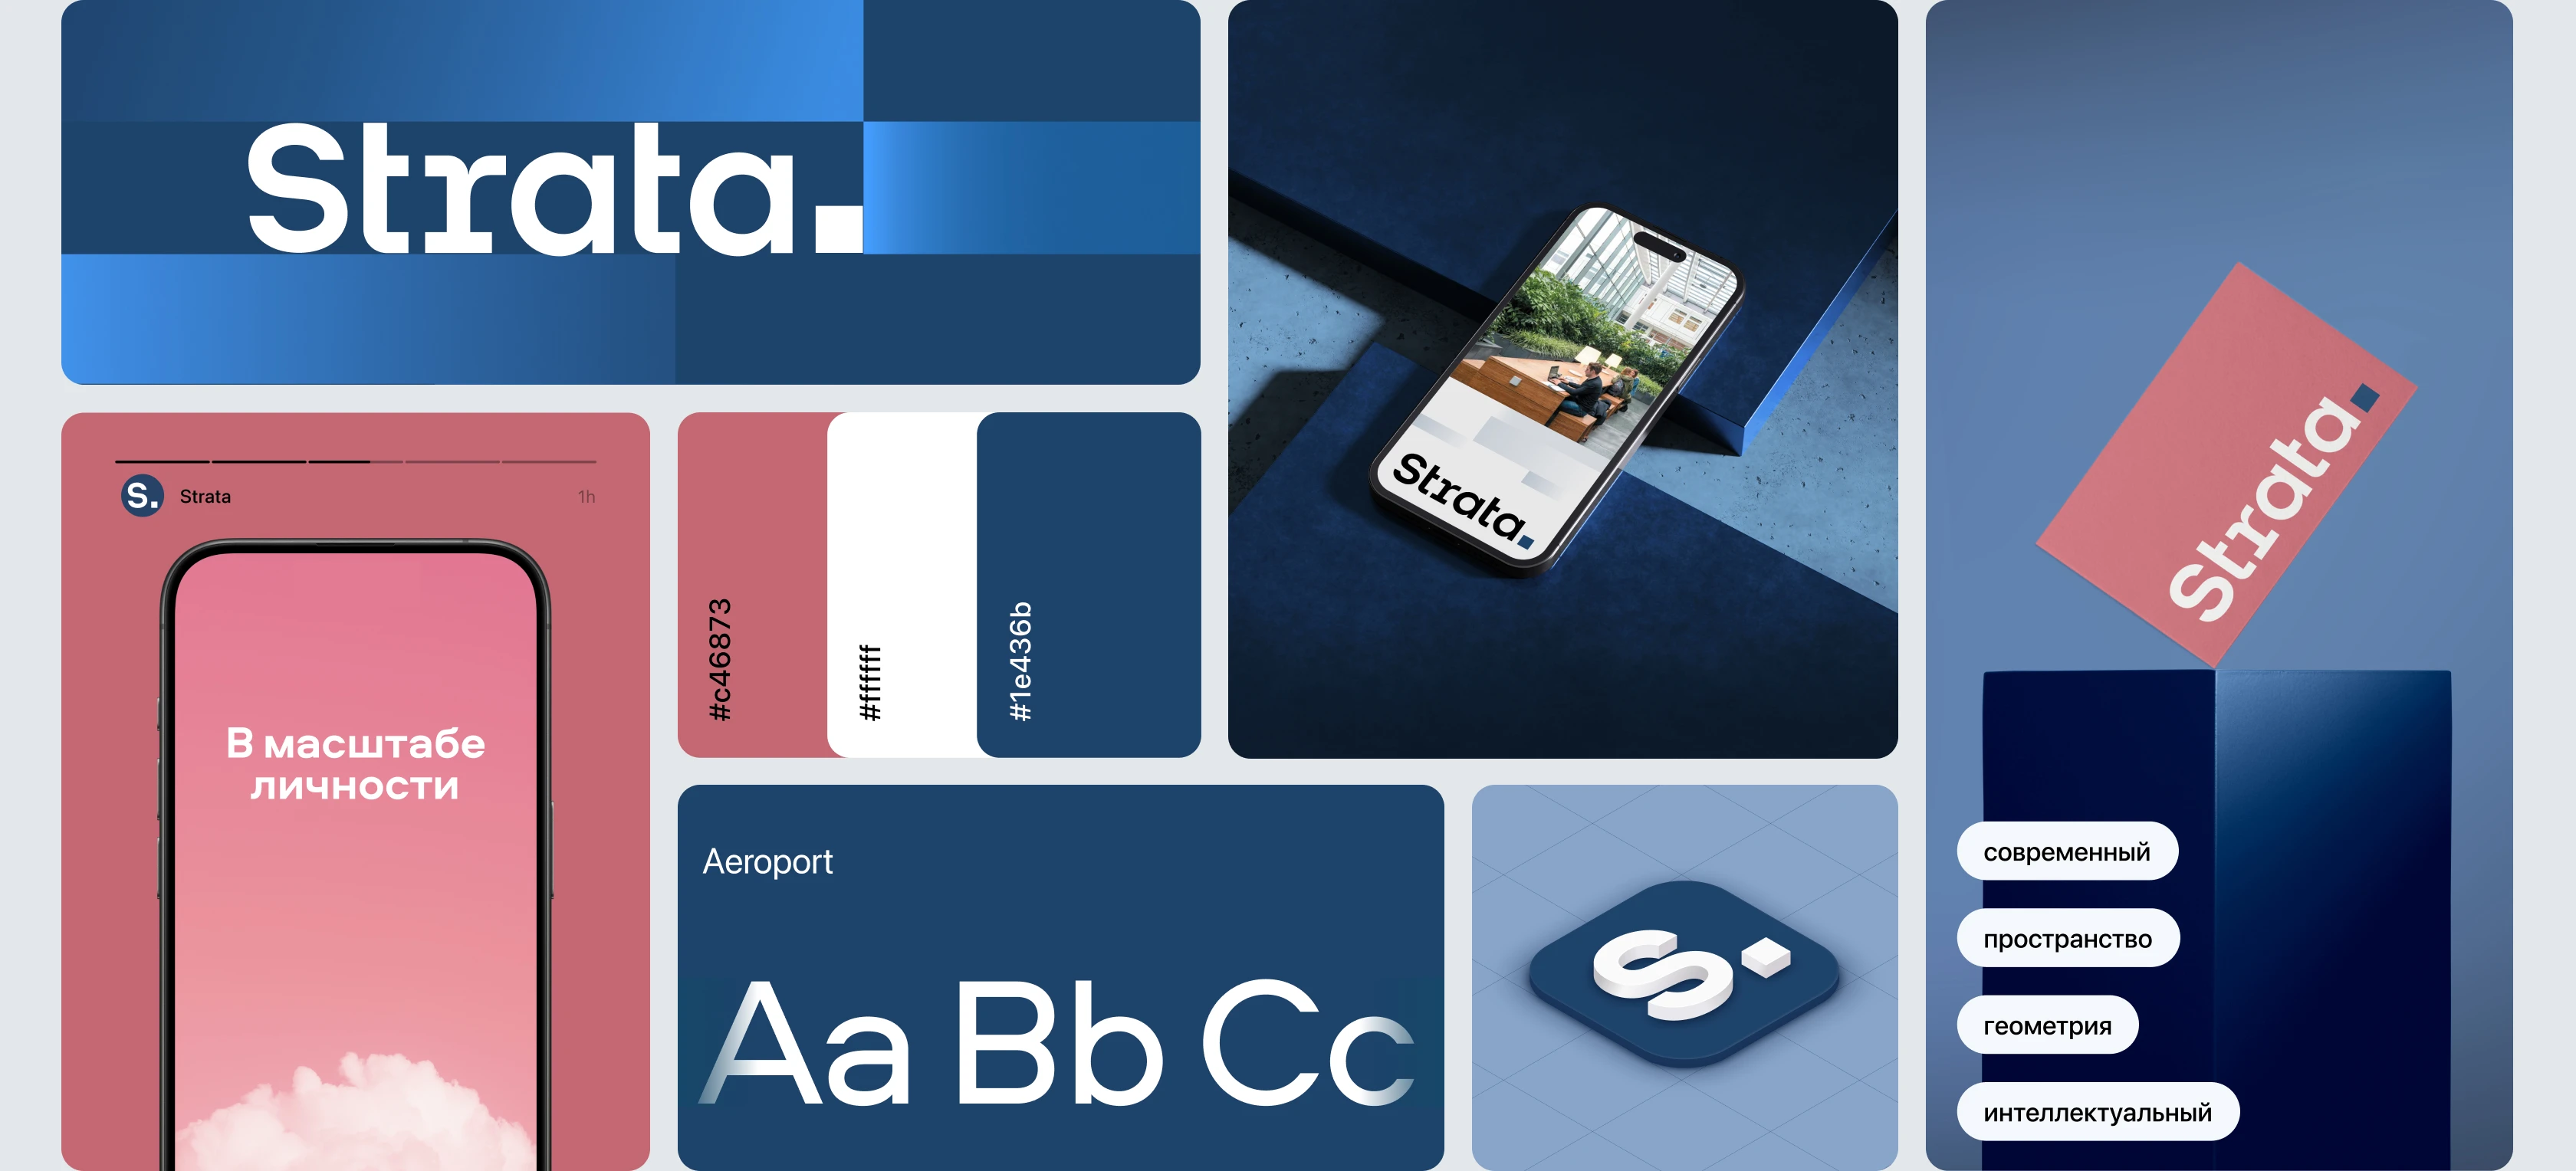 Strata.
S. Strata 1h
В масштабе
личности
#c46873
#ffffff
#1e436b
Aeroport
Aa Bb Cc
Strata.
S.
Strata.
современный
пространство
геометрия
интеллектуальный